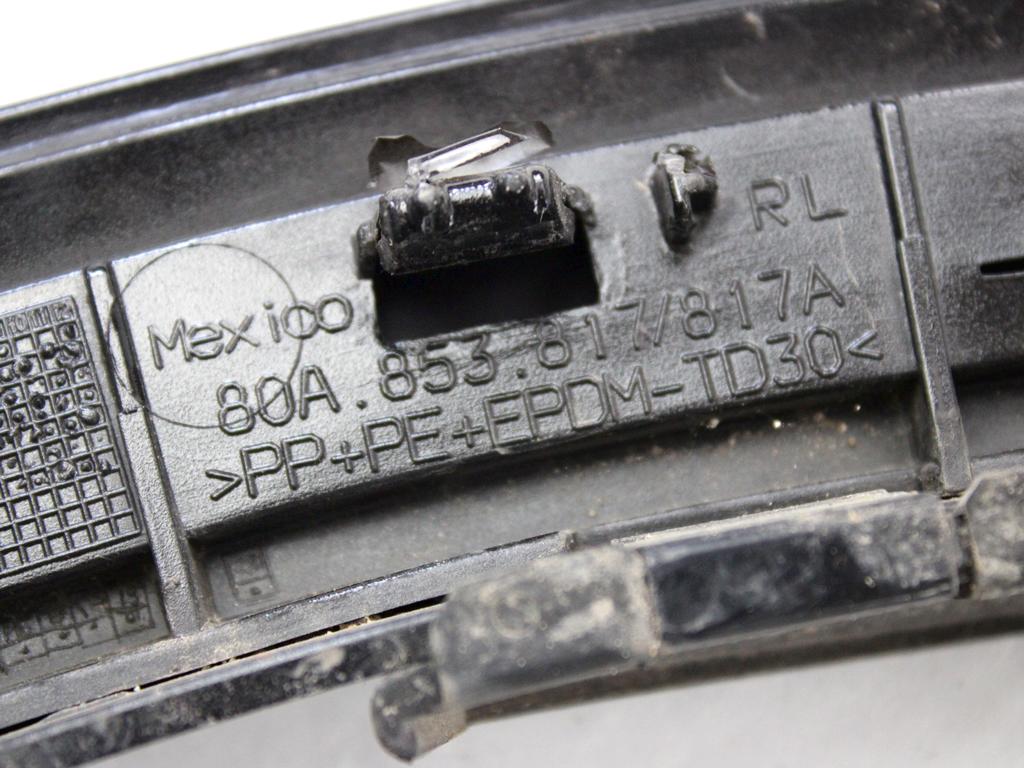 RL
Mexico
80A.853.817/817A
>PP+PE+EPDM-TD30<